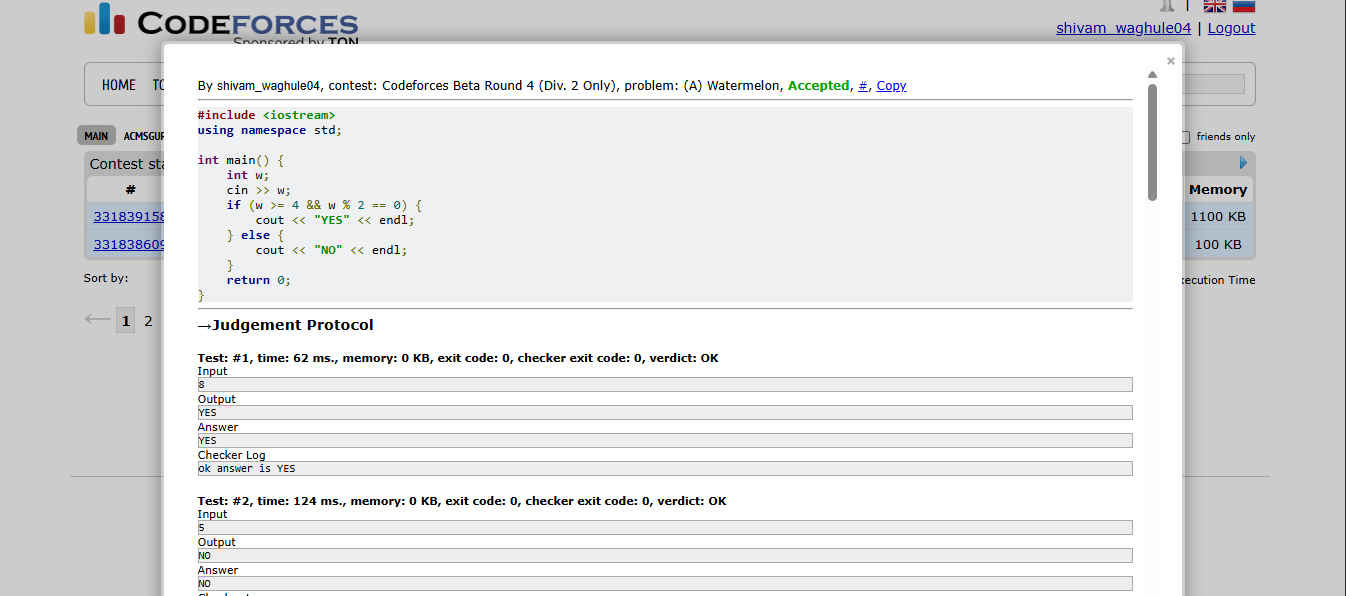 CODEFORCES
Sponsored by TON
shivam_waghule04 | Logout
HOME
MAIN ACMSGUR
friends only
Contest sta
#
Memory
331839158
1100 KB
331838609
100 KB
Sort by:
xecution Time
1 2
×
By shivam_waghule04, contest: Codeforces Beta Round 4 (Div. 2 Only), problem: (A) Watermelon, Accepted, #, Copy
#include <iostream>
using namespace std;
int main() {
int w;
cin >> w;
if (w >= 4 && w % 2 == 0) {
cout << "YES" << endl;
} else {
cout << "NO" << endl;
}
return 0;
}
→Judgement Protocol
Test: #1, time: 62 ms., memory: 0 KB, exit code: 0, checker exit code: 0, verdict: OK
Input
8
Output
YES
Answer
YES
Checker Log
ok answer is YES
Test: #2, time: 124 ms., memory: 0 KB, exit code: 0, checker exit code: 0, verdict: OK
Input
5
Output
NO
Answer
NO